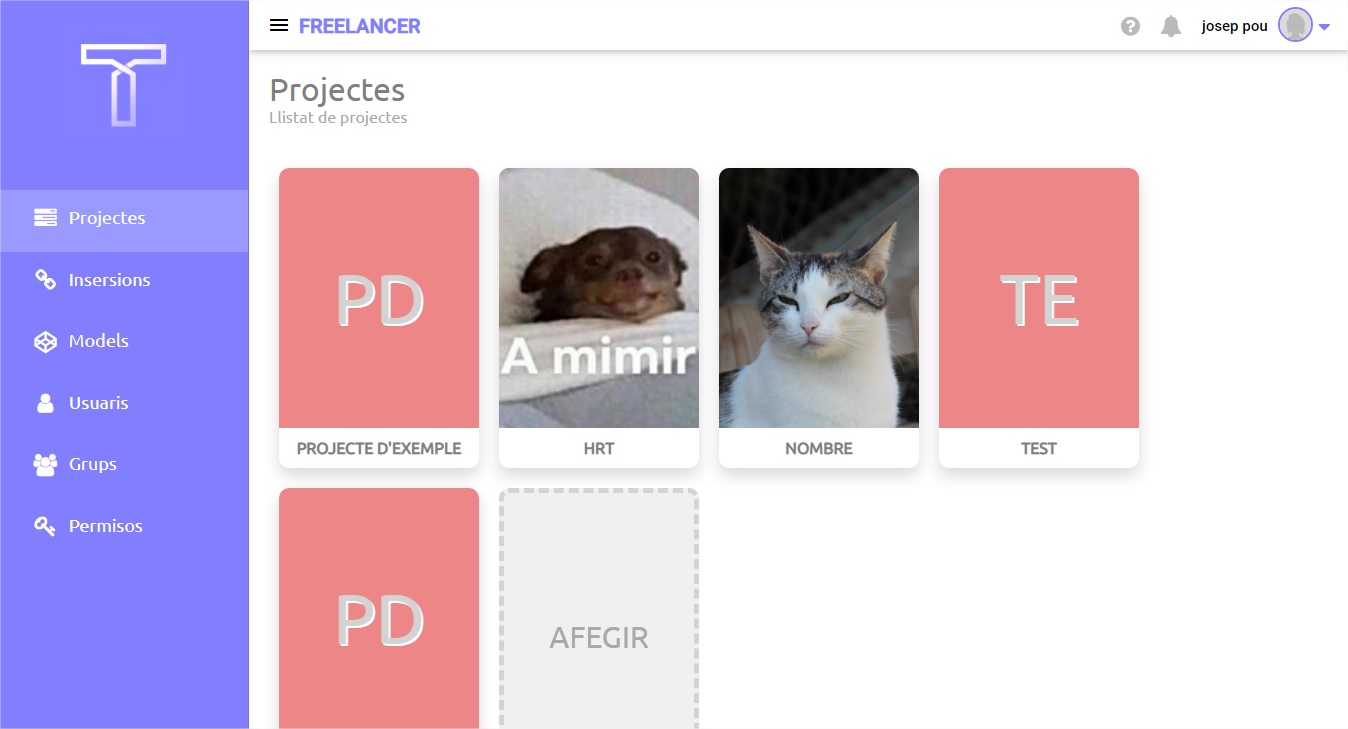 FREELANCER
josep pou
Projectes
Llistat de projectes
Projectes
Insersions
Models
Usuaris
Grups
Permisos
PD
A mimir
TE
PROJECTE D'EXEMPLE
HRT
NOMBRE
TEST
PD
AFEGIR